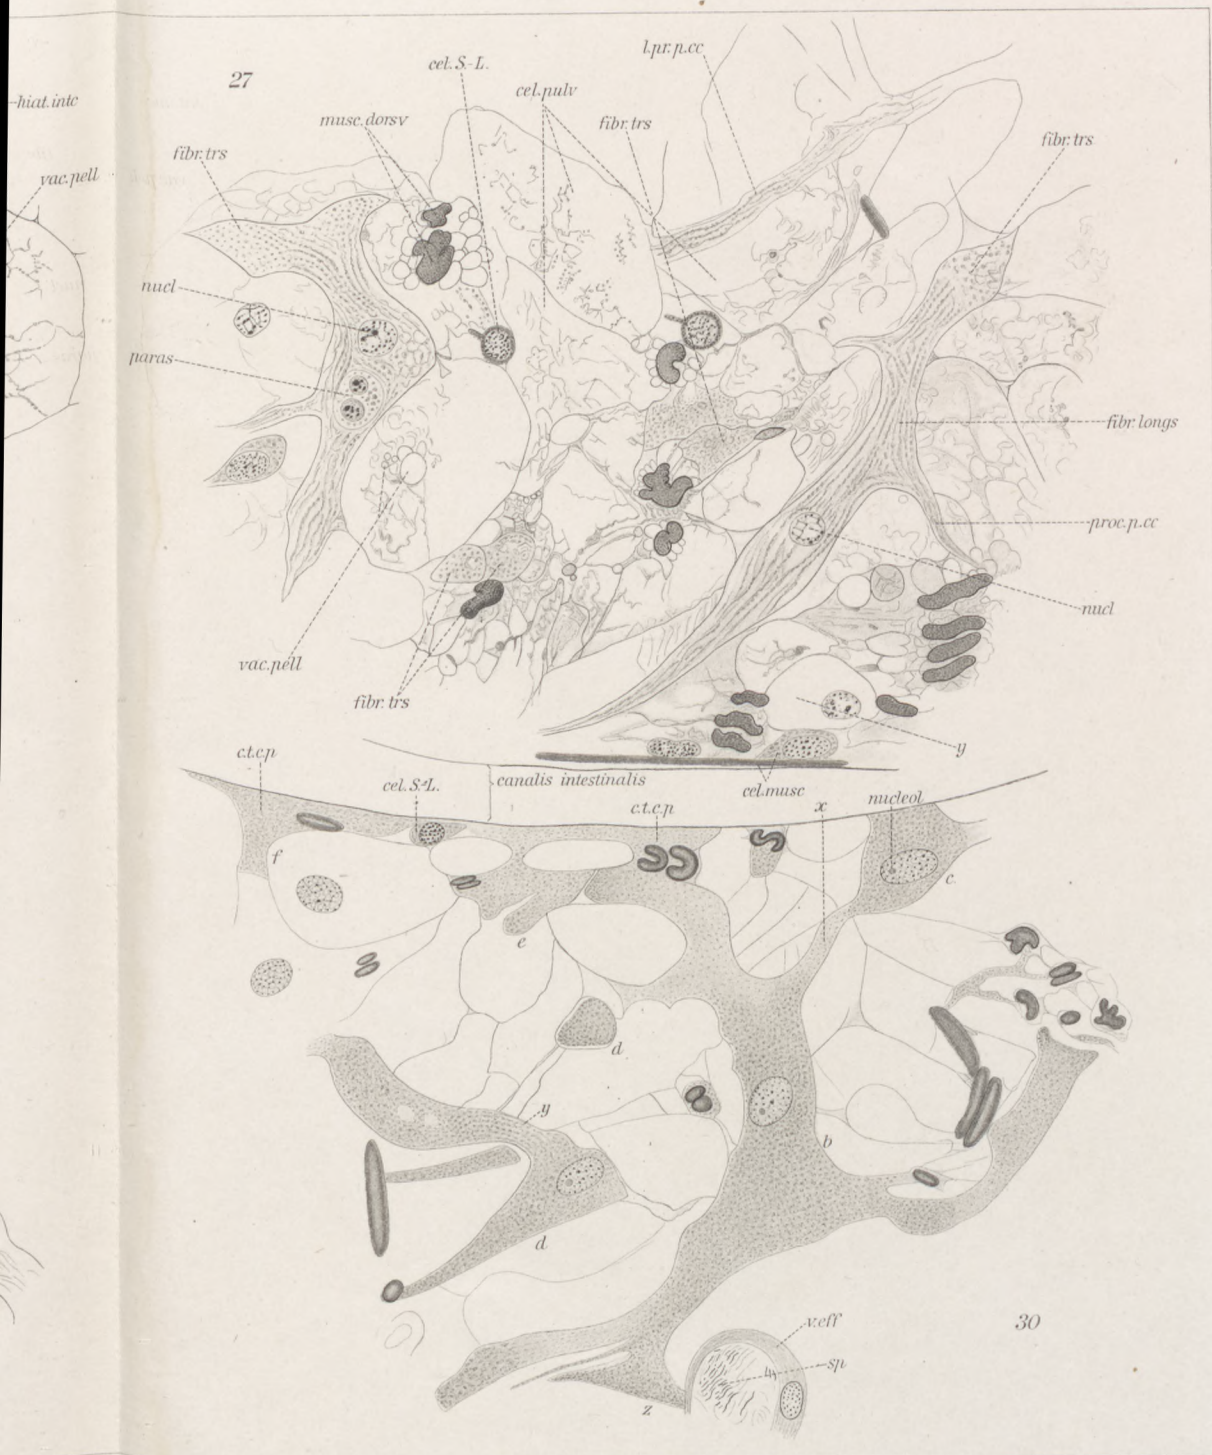 27
-hiat.intc
vac.pell
l.pr.p.cc
cel.S.-L.
cel.pulv
musc.dorsv
fibr.trs
fibr.trs
fibr.trs
nucl
paras
fibr.longs
proc.p.cc
nucl
vac.pell
fibr.trs
y
c.t.c.p
cel.S.-L.
canalis intestinalis
cel.musc
c.t.c.p
x
nucleol
f
c
e
d
y
b
d
30
v.eff
sp
z